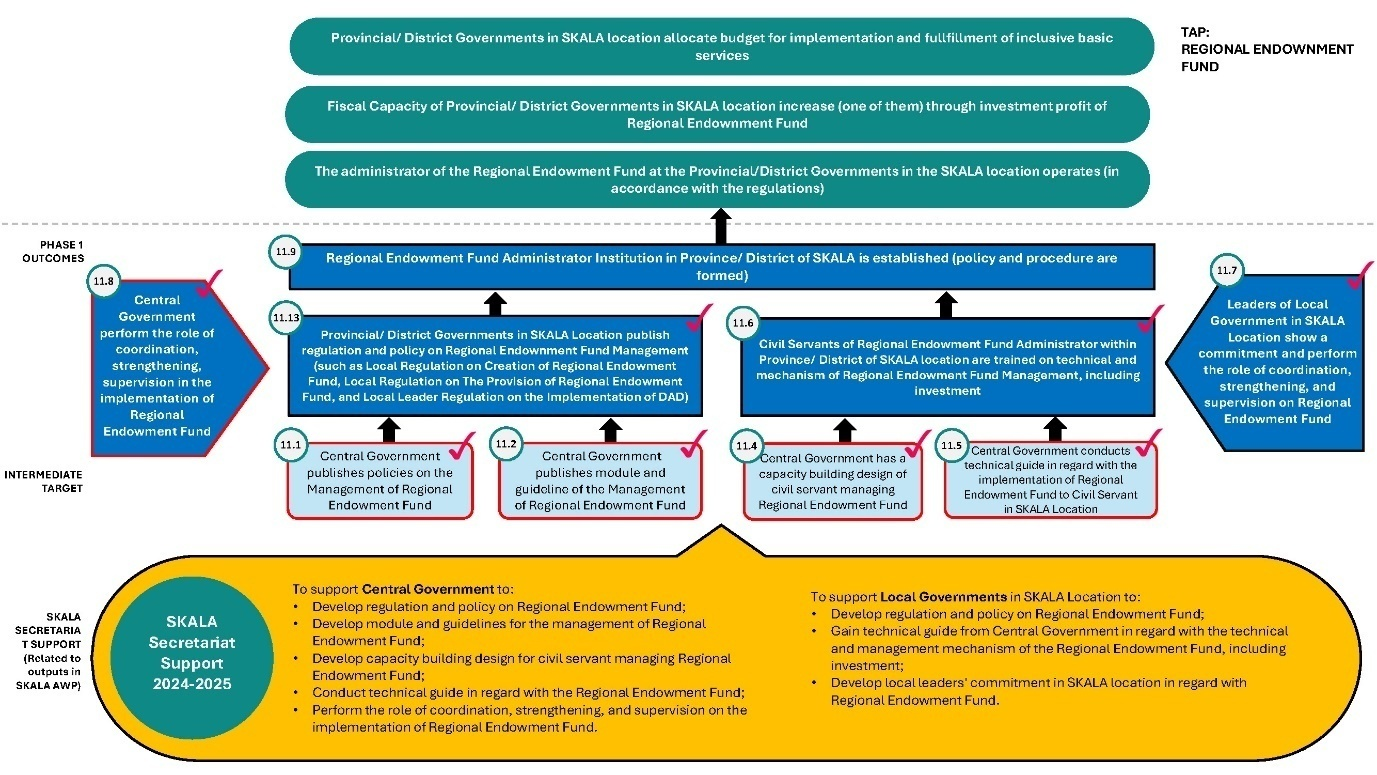 Provincial/ District Governments in SKALA location allocate budget for implementation and fullfillment of inclusive basic
services
TAP:
REGIONAL ENDOWNMENT
FUND
Fiscal Capacity of Provincial/ District Governments in SKALA location increase (one of them) through investment profit of
Regional Endownment Fund
The administrator of the Regional Endowment Fund at the Provincial/District Governments in the SKALA location operates (in
accordance with the regulations)
PHASE 1
OUTCOMES
11.9
Regional Endowment Fund Administrator Institution in Province/ District of SKALA is established (policy and procedure are
formed)
11.8
Central
Government
perform the role of
coordination,
strengthening,
supervision in the
implementation of
Regional
Endowment Fund
11.13
Provincial/ District Governments in SKALA Location publish
regulation and policy on Regional Endownment Fund Management
(such as Local Regulation on Creation of Regional Endowment
Fund, Local Regulation on The Provision of Regional Endowment
Fund, and Local Leader Regulation on the Implementation of DAD)
11.6
Civil Servants of Regional Endowment Fund Administrator within
Province/ District of SKALA location are trained on technical and
mechanism of Regional Endowment Fund Management, including
investment
11.7
Leaders of Local
Government in SKALA
Location show a
commitment and perform
the role of coordination,
strengthening, and
supervision on Regional
Endowment Fund
INTERMEDIATE
TARGET
11.1
Central Government
publishes policies on the
Management of Regional
Endowment Fund
11.2
Central Government
publishes module and
guideline of the Management
of Regional Endowment Fund
11.4
Central Government has a
capacity building design of
civil servant managing
Regional Endowment Fund
11.5
Central Government conducts
technical guide in regard with the
implementation of Regional
Endowment Fund to Civil Servant
in SKALA Location
SKALA
SECRETARIA
T SUPPORT
(Related to
outputs in
SKALA AWP)
SKALA
Secretariat
Support
2024-2025
To support Central Government to:
• Develop regulation and policy on Regional Endowment Fund;
• Develop module and guidelines for the management of Regional
Endowment Fund;
• Develop capacity building design for civil servant managing Regional
Endowment Fund;
• Conduct technical guide in regard with the Regional Endowment Fund;
• Perform the role of coordination, strengthening, and supervision on the
implementation of Regional Endowment Fund.
To support Local Governments in SKALA Location to:
• Develop regulation and policy on Regional Endowment Fund;
• Gain technical guide from Central Government in regard with the technical
and management mechanism of the Regional Endowment Fund, including
investment;
• Develop local leaders' commitment in SKALA location in regard with
Regional Endowment Fund.